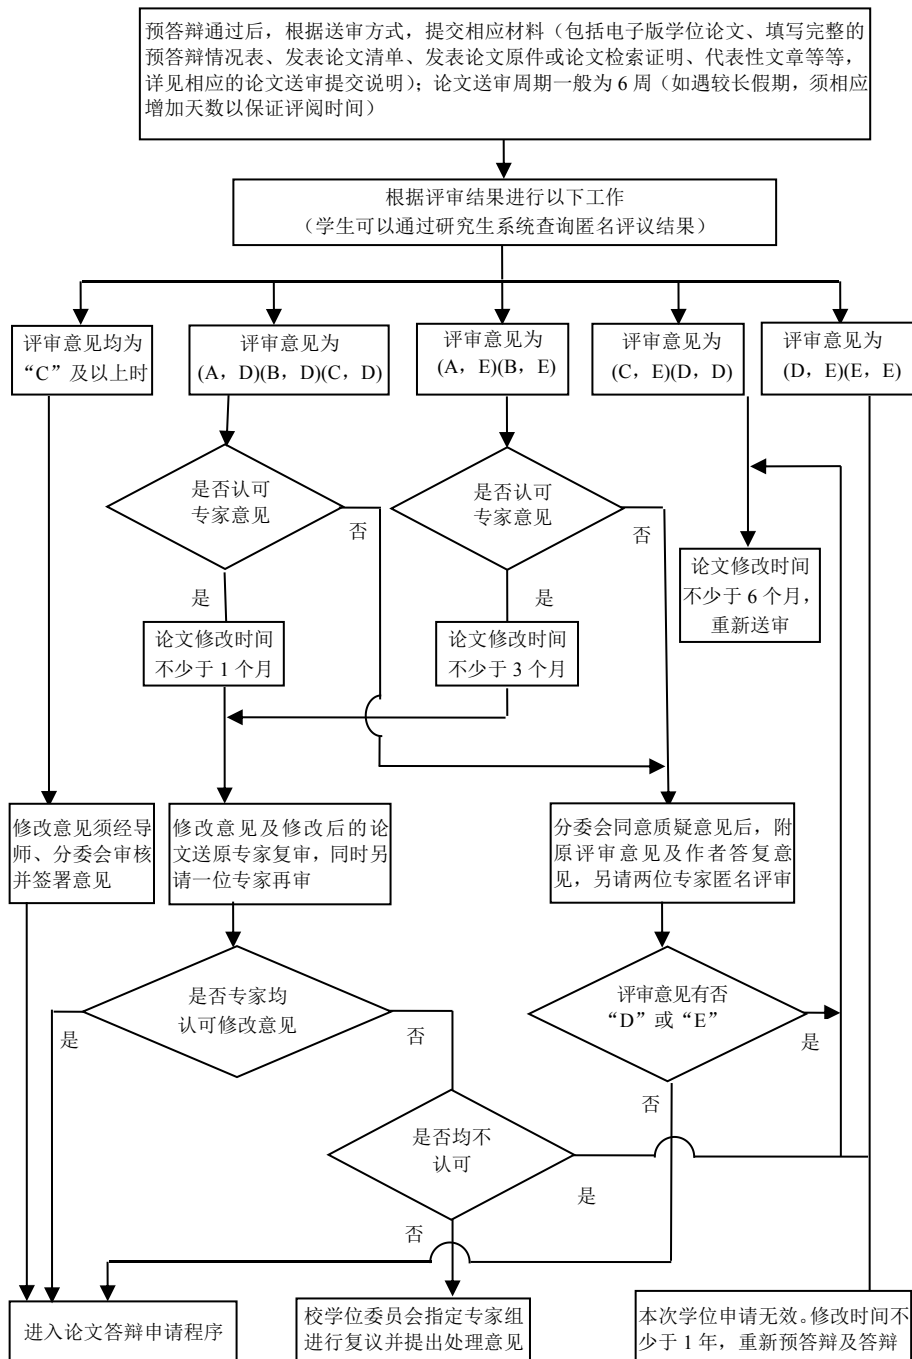 预答辩通过后，根据送审方式，提交相应材料（包括电子版学位论文、填写完整的
预答辩情况表、发表论文清单、发表论文原件或论文检索证明、代表性文章等等，
详见相应的论文送审提交说明）；论文送审周期一般为 6 周（如遇较长假期，须相应
增加天数以保证评阅时间）
根据评审结果进行以下工作
（学生可以通过研究生系统查询匿名评议结果）
评审意见均为
“C”及以上时
评审意见为
(A，D)(B，D)(C，D)
评审意见为
(A，E)(B，E)
评审意见为
(C，E)(D，D)
评审意见为
(D，E)(E，E)
是否认可
专家意见
否
是
是否认可
专家意见
否
是
论文修改时间
不少于 6 个月，
重新送审
论文修改时间
不少于 1 个月
论文修改时间
不少于 3 个月
修改意见须经导
师、分委会审核
并签署意见
修改意见及修改后的论
文送原专家复审，同时另
请一位专家再审
分委会同意质疑意见后，附
原评审意见及作者答复意
见，另请两位专家匿名评审
是否专家均
认可修改意见
是
否
评审意见有否
“D”或“E”
是
否
是否均不
认可
是
否
进入论文答辩申请程序
校学位委员会指定专家组
进行复议并提出处理意见
本次学位申请无效。修改时间不
少于 1 年，重新预答辩及答辩